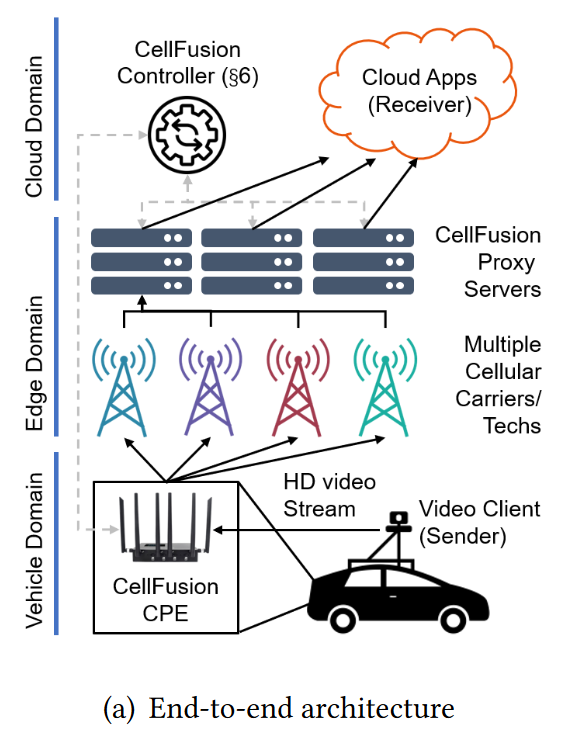 CellFusion
Controller (§6)
Cloud Apps
(Receiver)
Cloud Domain
CellFusion
Proxy
Servers
Edge Domain
Multiple
Cellular
Carriers/
Techs
HD video
Stream
Video Client
(Sender)
Vehicle Domain
CellFusion
CPE
(a) End-to-end architecture